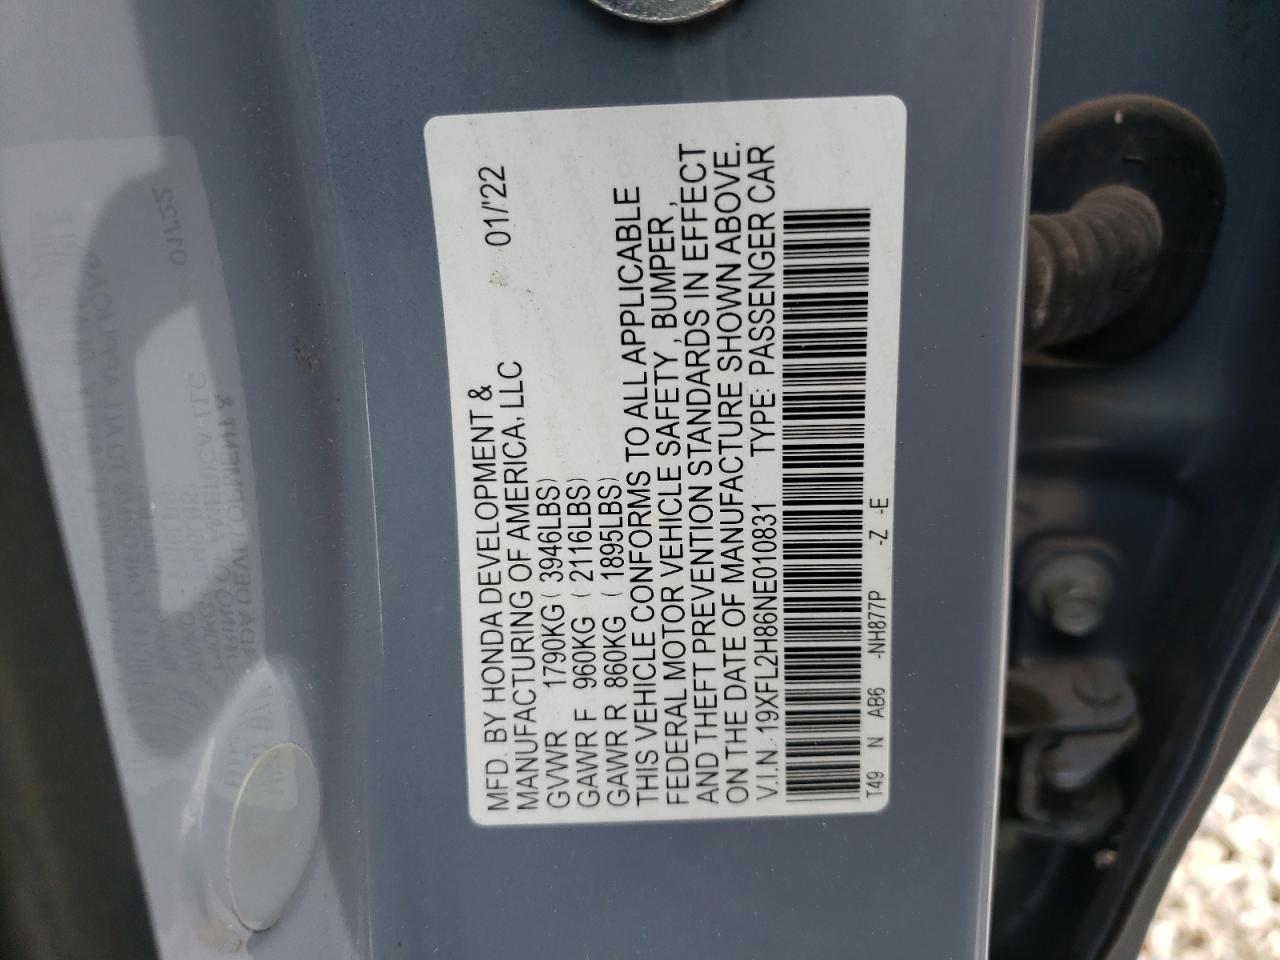 MFD. BY HONDA DEVELOPMENT &
MANUFACTURING OF AMERICA, LLC 01/'22
GVWR 1790KG ( 3946LBS)
GAWR F 960KG ( 2116LBS)
GAWR R 860KG ( 1895LBS)
THIS VEHICLE CONFORMS TO ALL APPLICABLE
FEDERAL MOTOR VEHICLE SAFETY, BUMPER,
AND THEFT PREVENTION STANDARDS IN EFFECT
ON THE DATE OF MANUFACTURE SHOWN ABOVE.
V.I.N. 19XFL2H86NE010831 TYPE: PASSENGER CAR
T49 N AB6 -NH877P -Z -E